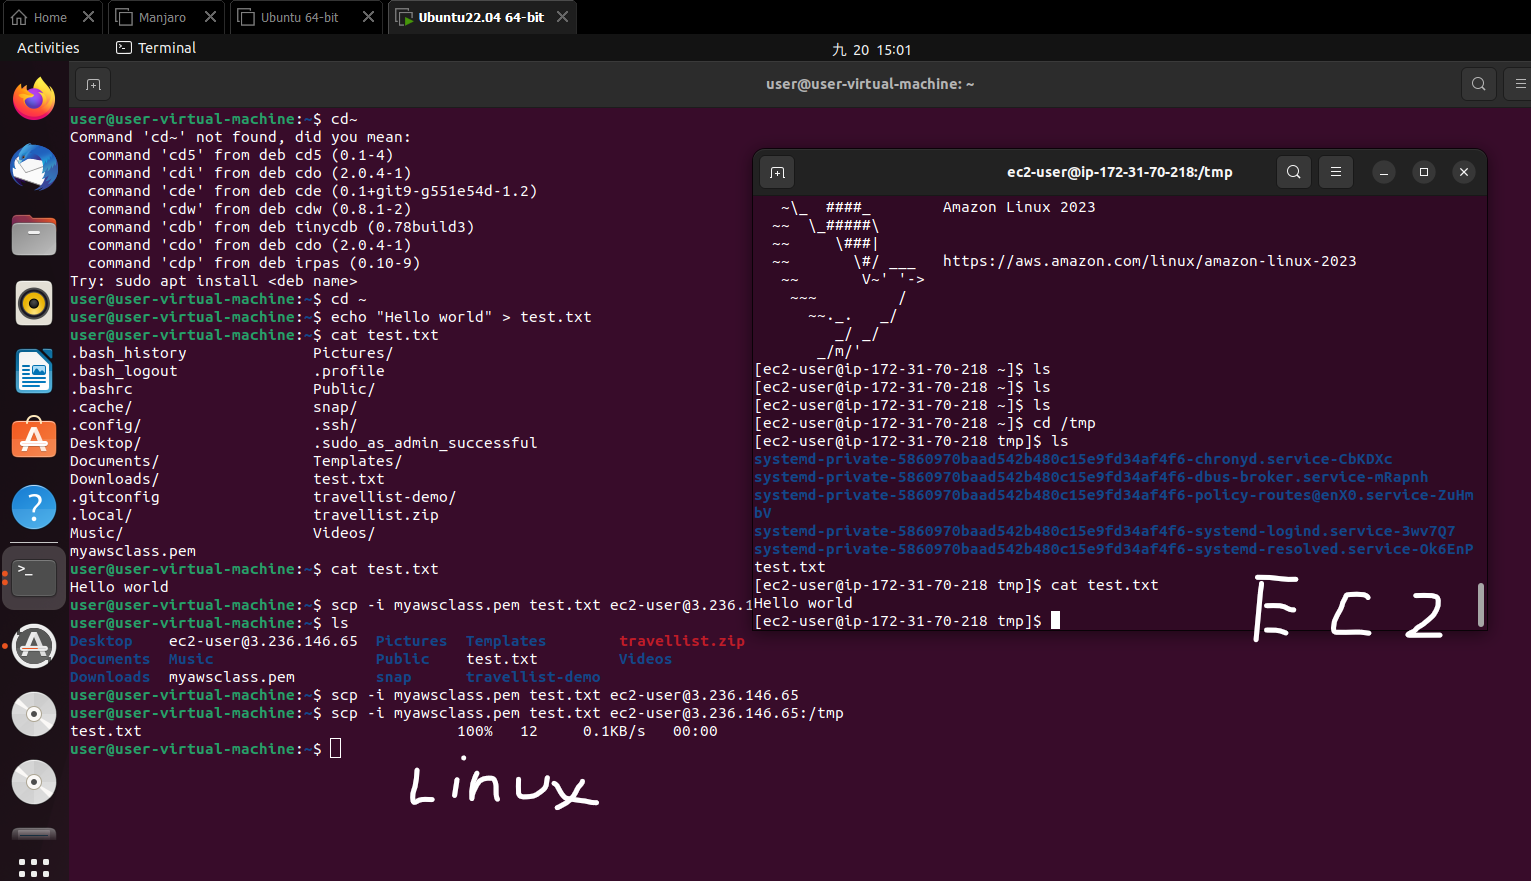 Home
Manjaro
Ubuntu 64-bit
Ubuntu22.04 64-bit
Activities
Terminal
九 20 15:01
user@user-virtual-machine: ~
user@user-virtual-machine:~$ cd~
Command 'cd~' not found, did you mean:
command 'cd5' from deb cd5 (0.1-4)
command 'cdi' from deb cdo (2.0.4-1)
command 'cde' from deb cde (0.1+git9-g551e54d-1.2)
command 'cdw' from deb cdw (0.8.1-2)
command 'cdb' from deb tinycdb (0.78build3)
command 'cdo' from deb cdo (2.0.4-1)
command 'cdp' from deb irpas (0.10-9)
Try: sudo apt install <deb name>
user@user-virtual-machine:~$ cd ~
user@user-virtual-machine:~$ echo "Hello world" > test.txt
user@user-virtual-machine:~$ cat test.txt
.bash_history Pictures/
.bash_logout .profile
.bashrc Public/
.cache/ snap/
.config/ .ssh/
Desktop/ .sudo_as_admin_successful
Documents/ Templates/
Downloads/ test.txt
.gitconfig travellist-demo/
.local/ travellist.zip
Music/ Videos/
myawsclass.pem
user@user-virtual-machine:~$ cat test.txt
Hello world
user@user-virtual-machine:~$ scp -i myawsclass.pem test.txt ec2-user@3.236.1
user@user-virtual-machine:~$ ls
Desktop ec2-user@3.236.146.65 Pictures Templates travellist.zip
Documents Music Public test.txt Videos
Downloads myawsclass.pem snap travellist-demo
user@user-virtual-machine:~$ scp -i myawsclass.pem test.txt ec2-user@3.236.146.65
user@user-virtual-machine:~$ scp -i myawsclass.pem test.txt ec2-user@3.236.146.65:/tmp
test.txt 100% 12 0.1KB/s 00:00
user@user-virtual-machine:~$
Linux
ec2-user@ip-172-31-70-218:/tmp
~\_ ####_ Amazon Linux 2023
~~ \_#####\
~~ \###|
~~ \#/ ___ https://aws.amazon.com/linux/amazon-linux-2023
~~ V~' '->
~~~ /
~~._. _/
_/ _/
_/m/'
[ec2-user@ip-172-31-70-218 ~]$ ls
[ec2-user@ip-172-31-70-218 ~]$ ls
[ec2-user@ip-172-31-70-218 ~]$ ls
[ec2-user@ip-172-31-70-218 ~]$ cd /tmp
[ec2-user@ip-172-31-70-218 tmp]$ ls
systemd-private-5860970baad542b480c15e9fd34af4f6-chronyd.service-CbKDXc
systemd-private-5860970baad542b480c15e9fd34af4f6-dbus-broker.service-mRapnh
systemd-private-5860970baad542b480c15e9fd34af4f6-policy-routes@enX0.service-ZuHm
bV
systemd-private-5860970baad542b480c15e9fd34af4f6-systemd-logind.service-3wv7Q7
systemd-private-5860970baad542b480c15e9fd34af4f6-systemd-resolved.service-Ok6EnP
test.txt
[ec2-user@ip-172-31-70-218 tmp]$ cat test.txt
Hello world
[ec2-user@ip-172-31-70-218 tmp]$
EC2